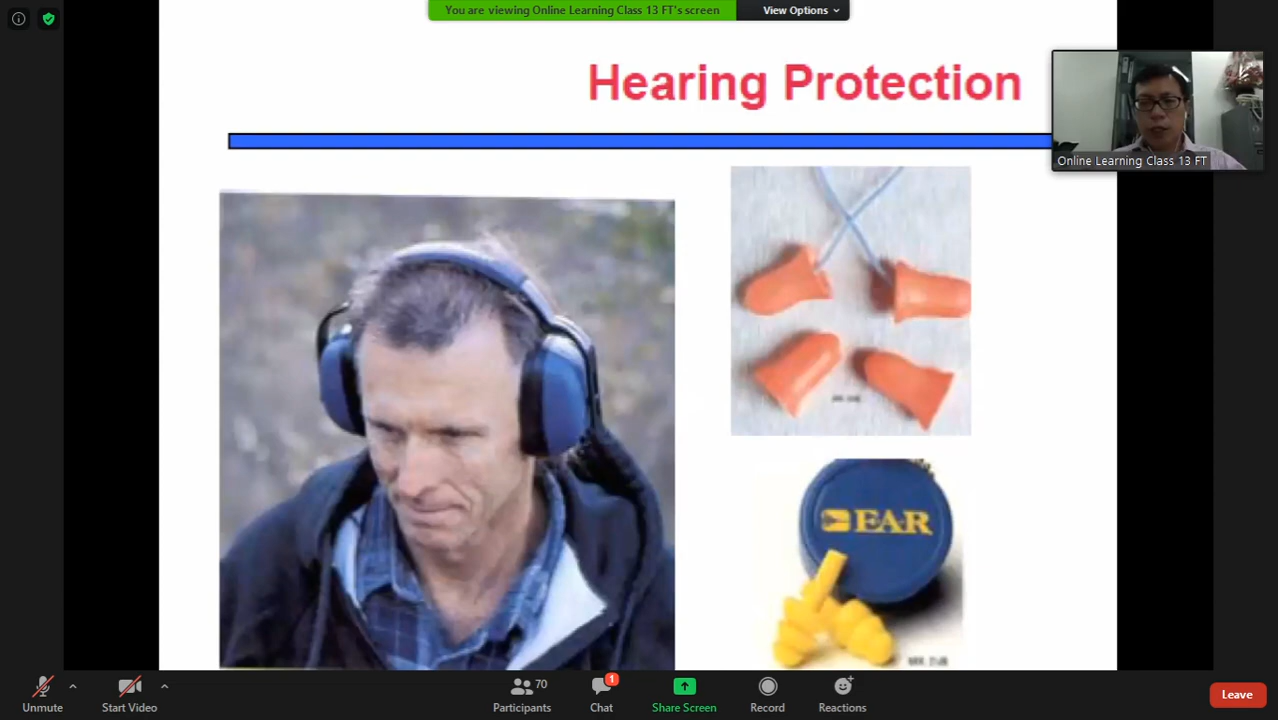 You are viewing Online Learning Class 13 FT's screen
View Options
Hearing Protection
Online Learning Class 13 FT
E·A·R
Unmute
Start Video
Participants
70
Chat
1
Share Screen
Record
Reactions
Leave